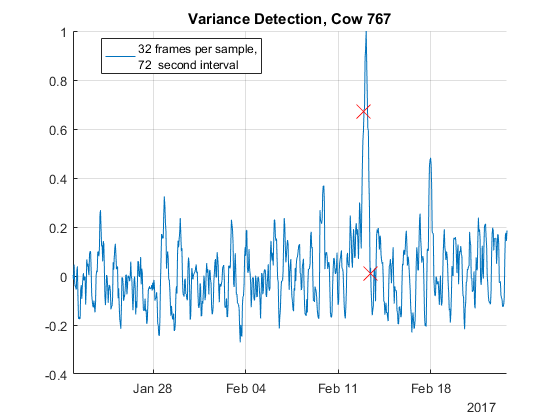 Variance Detection, Cow 767
32 frames per sample,
72 second interval
1
0.8
0.6
0.4
0.2
0
-0.2
-0.4
Jan 28 Feb 04 Feb 11 Feb 18
2017